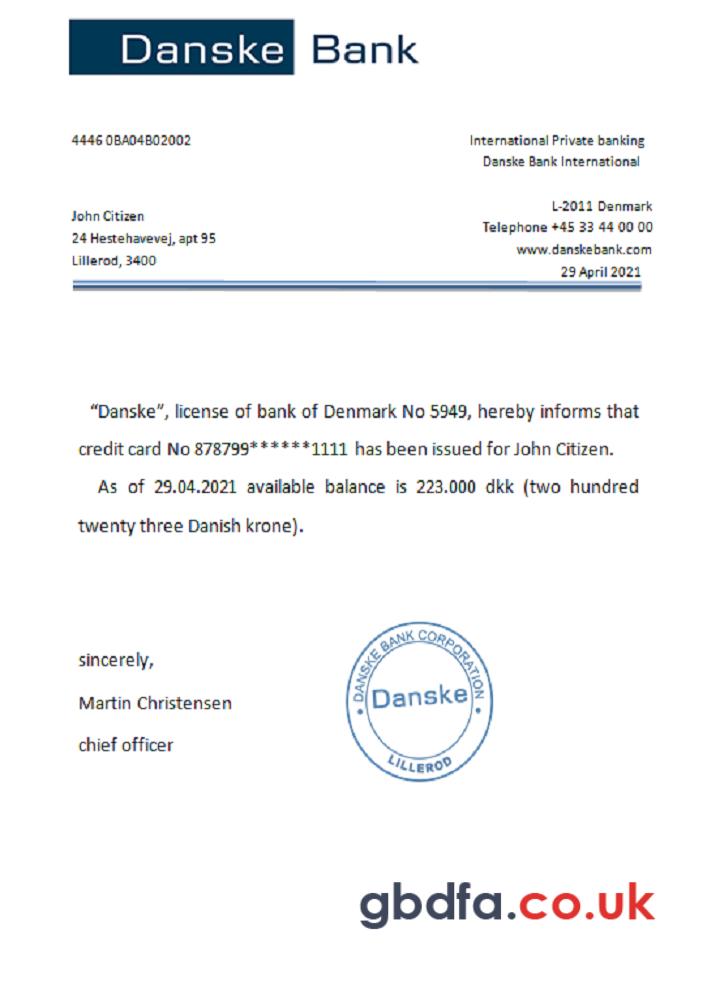 Danske Bank
4446 0BA04B02002
International Private banking
Danske Bank International
John Citizen
24 Hestehavevej, apt 95
Lillerod, 3400
L-2011 Denmark
Telephone +45 33 44 00 00
www.danskebank.com
29 April 2021
“Danske”, license of bank of Denmark No 5949, hereby informs that
credit card No 878799******1111 has been issued for John Citizen.
As of 29.04.2021 available balance is 223.000 dkk (two hundred
twenty three Danish krone).
sincerely,
Martin Christensen
chief officer
DANSKE BANK CORPORATION
Danske
LILLEROD
gbdfa.co.uk